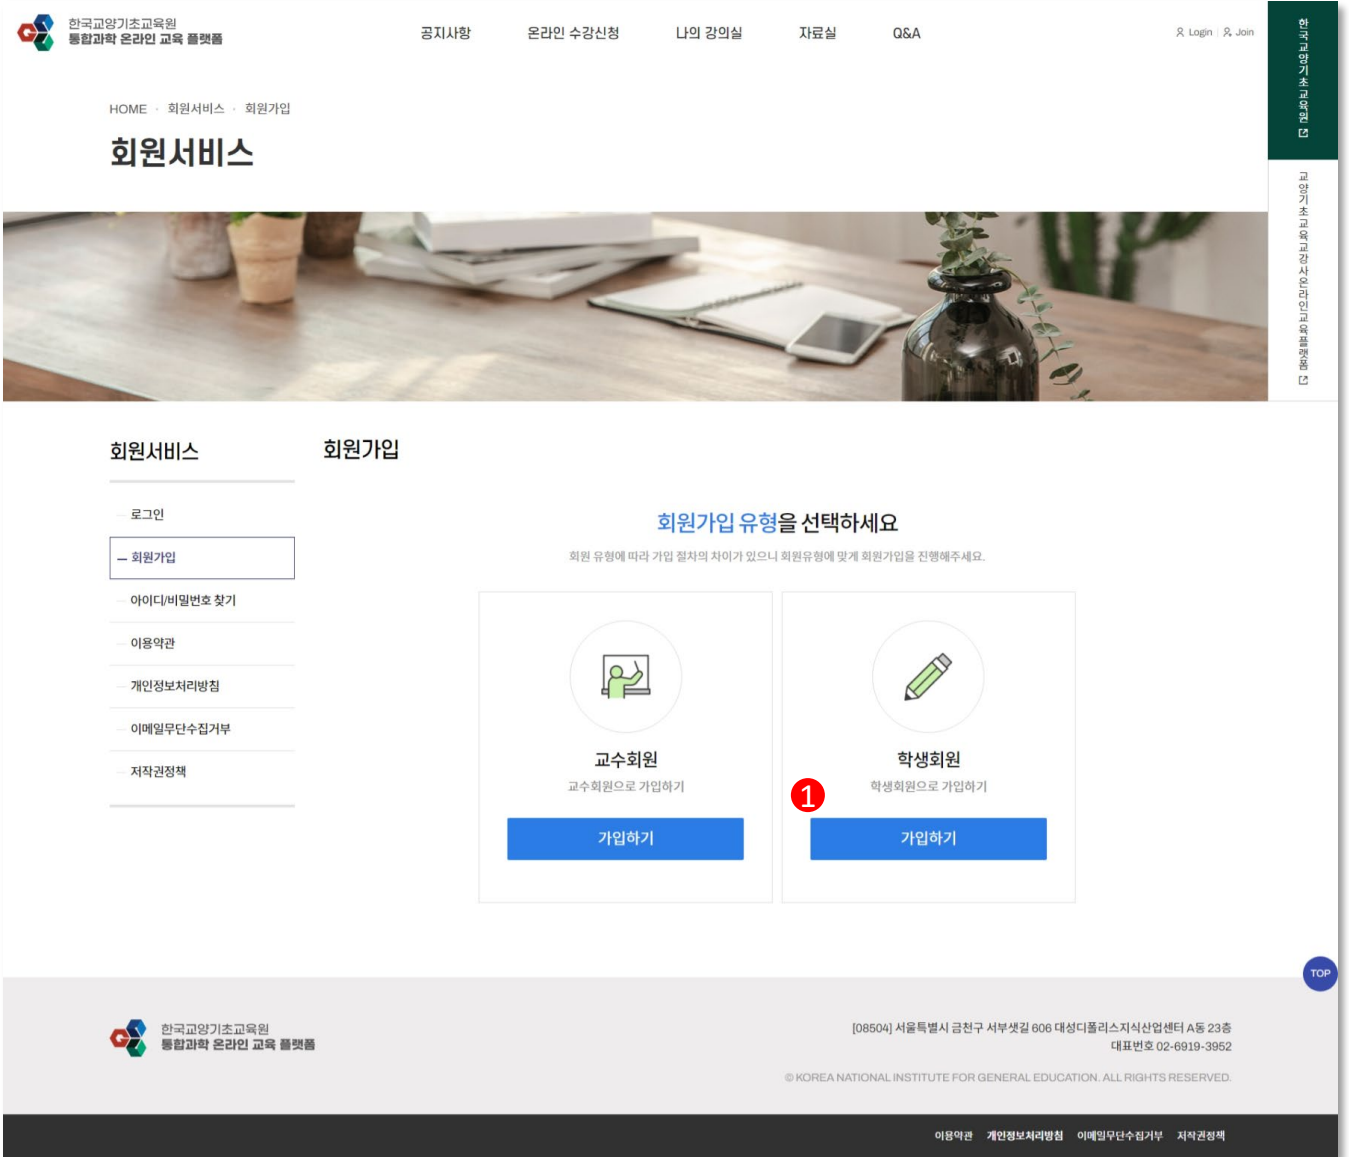 한국교양기초교육원
통합과학 온라인 교육 플랫폼
공지사항 온라인 수강신청 나의 강의실 자료실 Q&A
Login Join
한국교양기초교육원
교양기초교육교강사온라인교육플랫폼
HOME · 회원서비스 · 회원가입
회원서비스
회원서비스
로그인
회원가입
아이디/비밀번호 찾기
이용약관
개인정보처리방침
이메일무단수집거부
저작권정책
회원가입
회원가입 유형을 선택하세요
회원 유형에 따라 가입 절차의 차이가 있으니 회원유형에 맞게 회원가입을 진행해주세요.
교수회원
교수회원으로 가입하기
가입하기
학생회원
학생회원으로 가입하기
1
가입하기
TOP
한국교양기초교육원
통합과학 온라인 교육 플랫폼
[08504] 서울특별시 금천구 서부샛길 606 대성디폴리스지식산업센터 A동 23층
대표번호 02-6919-3952
© KOREA NATIONAL INSTITUTE FOR GENERAL EDUCATION. ALL RIGHTS RESERVED.
이용약관 개인정보처리방침 이메일무단수집거부 저작권정책